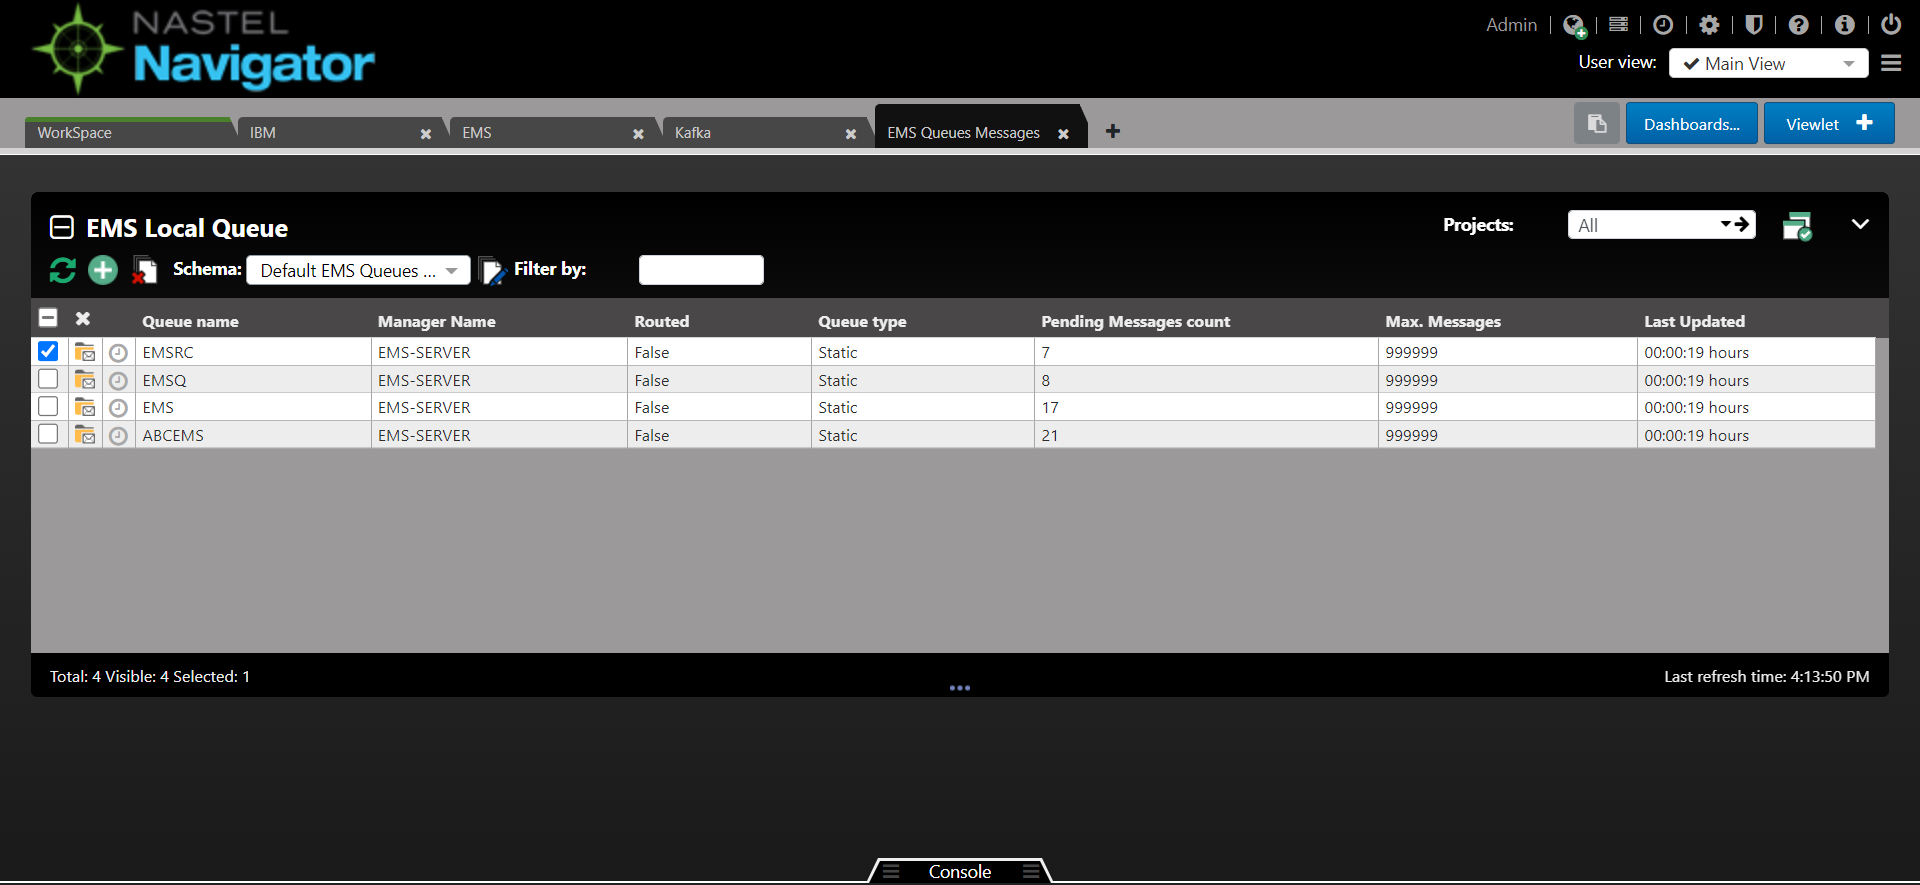 NASTEL
Navigator
Admin
User view: Main View
WorkSpace IBM EMS Kafka EMS Queues Messages
Dashboards... Viewlet
EMS Local Queue
Projects: All
Schema: Default EMS Queues ... Filter by:
Queue name Manager Name Routed Queue type Pending Messages count Max. Messages Last Updated
EMSRC EMS-SERVER False Static 7 999999 00:00:19 hours
EMSQ EMS-SERVER False Static 8 999999 00:00:19 hours
EMS EMS-SERVER False Static 17 999999 00:00:19 hours
ABCEMS EMS-SERVER False Static 21 999999 00:00:19 hours
Total: 4 Visible: 4 Selected: 1
Last refresh time: 4:13:50 PM
Console